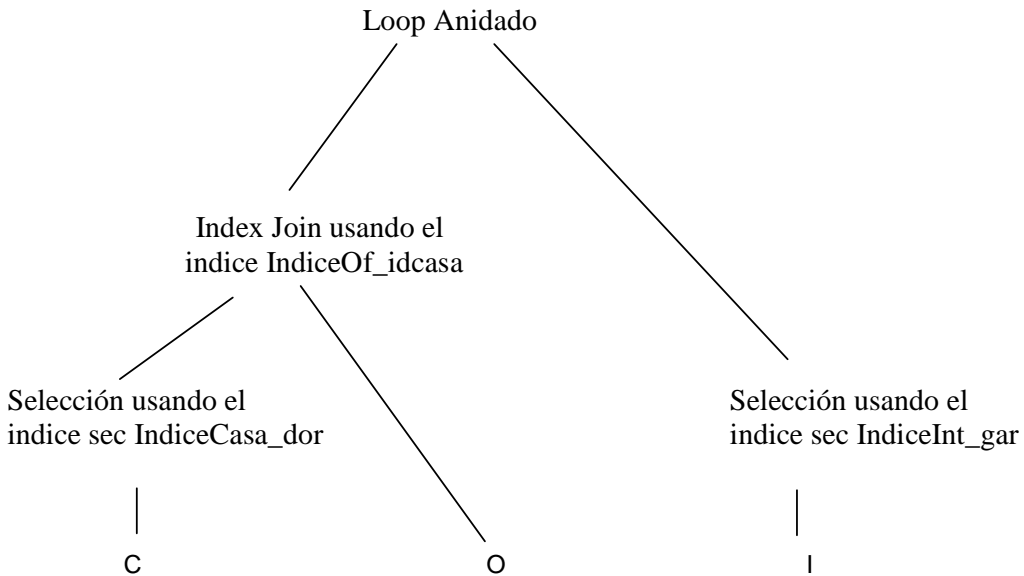 Loop Anidado
Index Join usando el
indice IndiceOf_idcasa
Selección usando el
indice sec IndiceCasa_dor
Selección usando el
indice sec IndiceInt_gar
C
O
I